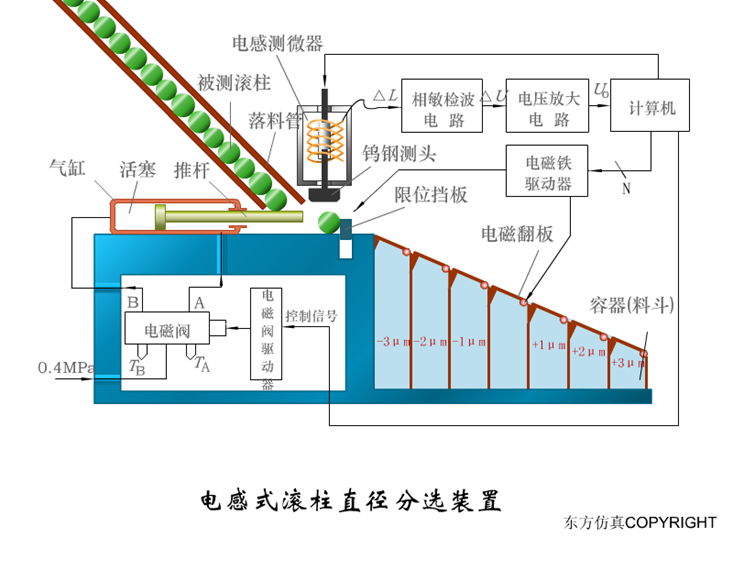 电感测微器
被测滚柱
落料管
△L
相敏检波
电 路
△U
电压放大
电 路
U₀
计算机
钨钢测头
电磁铁
驱动器
N
气缸
活塞
推杆
限位挡板
电磁翻板
容器(料斗)
B
A
电磁阀
电磁阀驱动器
控制信号
0.4MPa
T_B
T_A
-3μm
-2μm
-1μm
+1μm
+2μm
+3μm
电感式滚柱直径分选装置
东方仿真COPYRIGHT